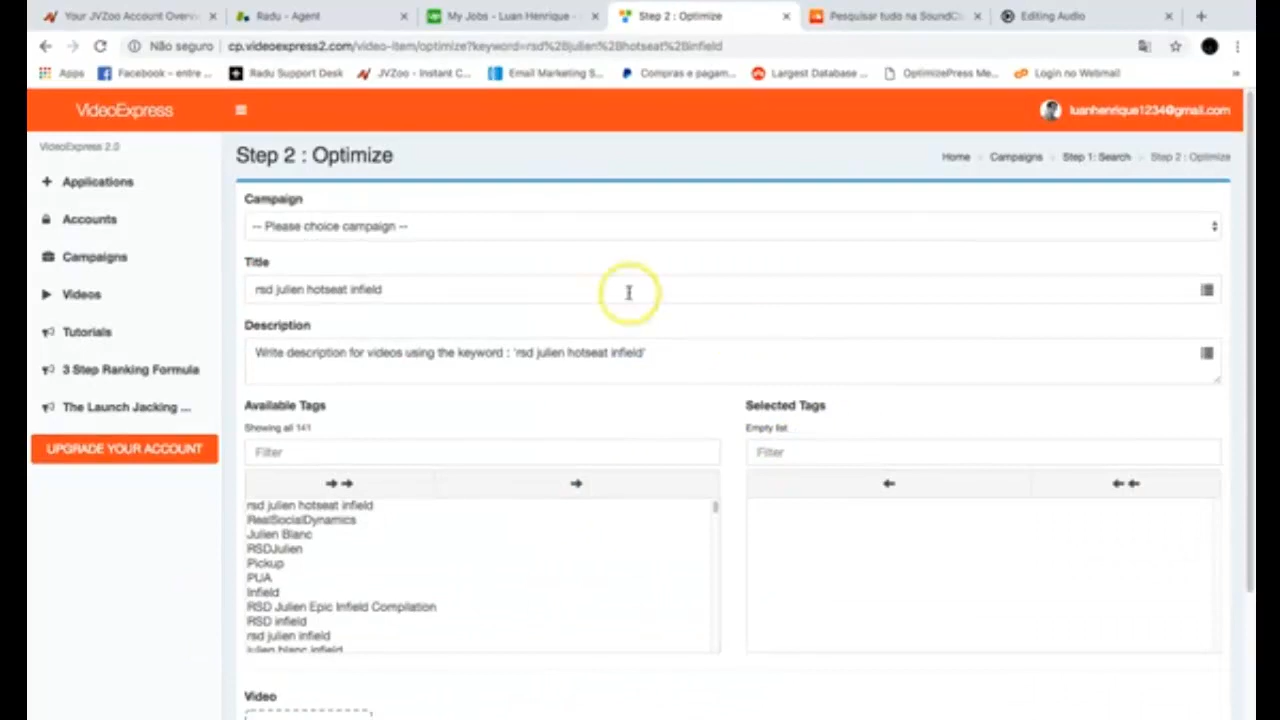 Your JVZoo Account Overv
Radu - Agent
My Jobs - Luan Henrique -
Step 2 : Optimize
Pesquisar tudo na SoundCl
Editing Audio
Não seguro
cp.videoexpress2.com/video-item/optimize?keyword=rsd%2Bjulien%2Bhotseat%2Binfield
Apps
Facebook – entre ...
Radu Support Desk
JVZoo - Instant C...
Email Marketing S...
Compras e pagam...
Largest Database ...
OptimizePress Me...
Login no Webmail
»
VideoExpress
luanhenrique1234@gmail.com
VideoExpress 2.0
Applications
Accounts
Campaigns
Videos
Tutorials
3 Step Ranking Formula
The Launch Jacking ...
UPGRADE YOUR ACCOUNT
Step 2 : Optimize
Home
Campaigns
Step 1: Search
Step 2 : Optimize
Campaign
-- Please choice campaign --
Title
rsd julien hotseat infield
Description
Write description for videos using the keyword : 'rsd julien hotseat infield'
Available Tags
Showing all 141
Filter
rsd julien hotseat infield
RealSocialDynamics
Julien Blanc
RSDJulien
Pickup
PUA
Infield
RSD Julien Epic Infield Compilation
RSD infield
rsd julien infield
julien blanc infield
Selected Tags
Empty list
Filter
Video